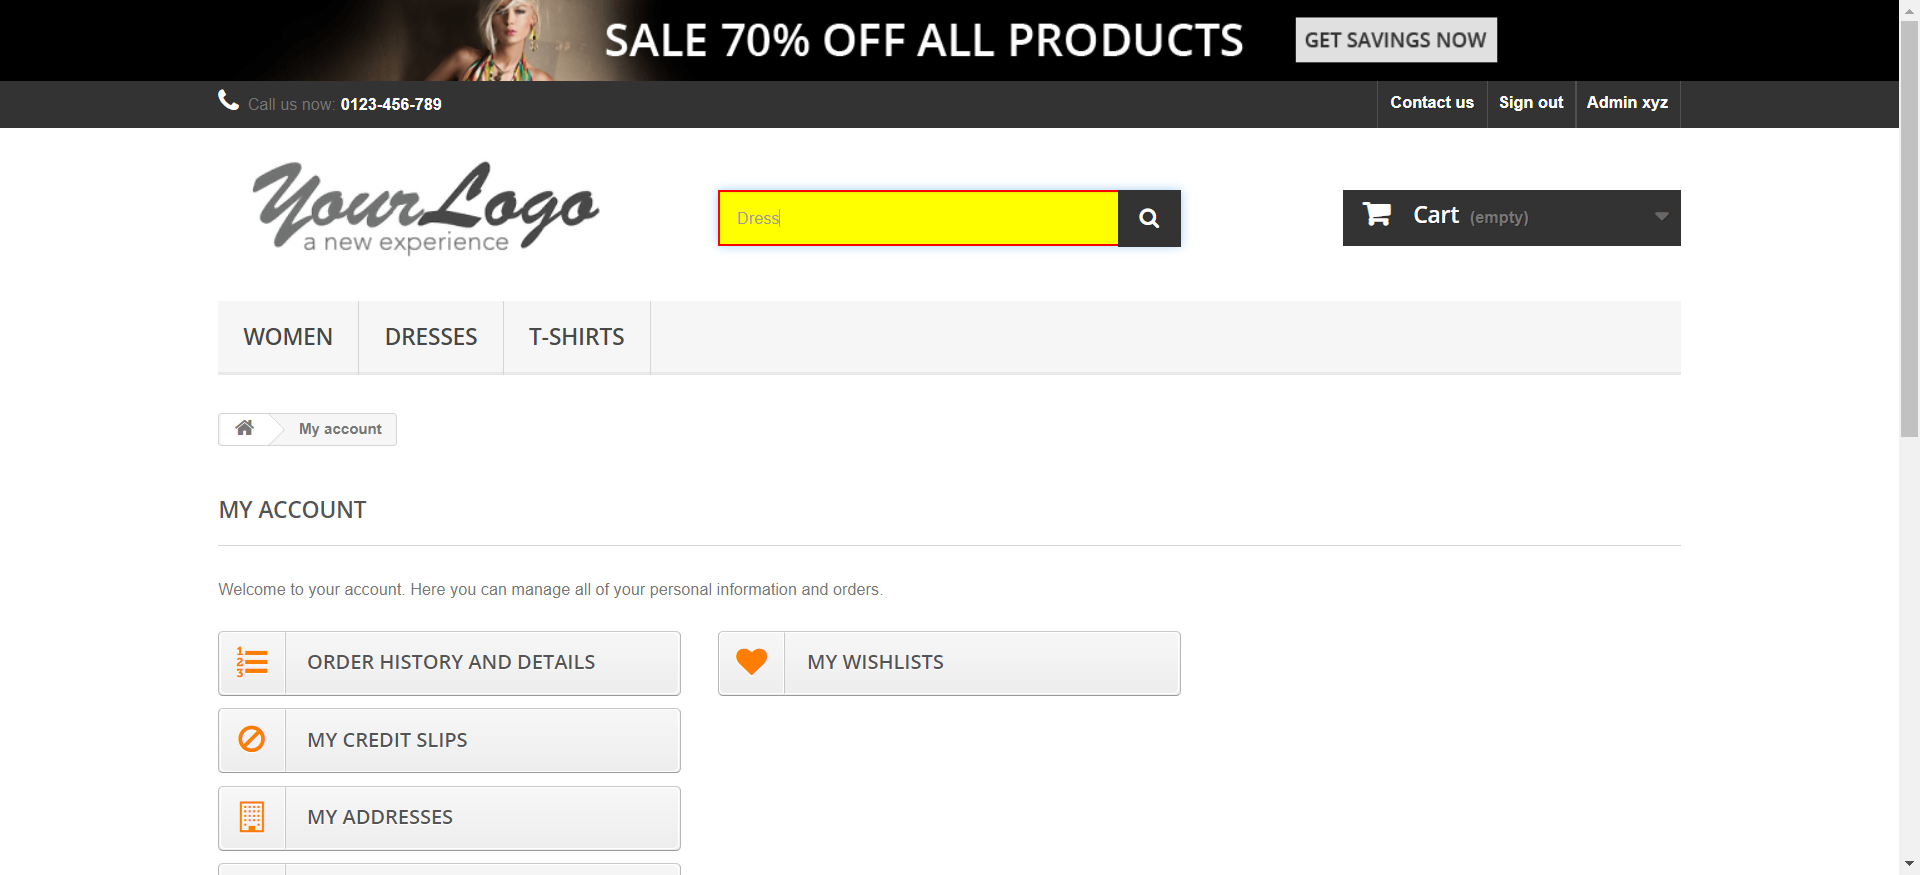 SALE 70% OFF ALL PRODUCTS GET SAVINGS NOW
Call us now: 0123-456-789 Contact us Sign out Admin xyz
YourLogo
a new experience
Dress
Cart (empty)
WOMEN DRESSES T-SHIRTS
My account
MY ACCOUNT
Welcome to your account. Here you can manage all of your personal information and orders.
1
2
3
ORDER HISTORY AND DETAILS
MY WISHLISTS
MY CREDIT SLIPS
MY ADDRESSES